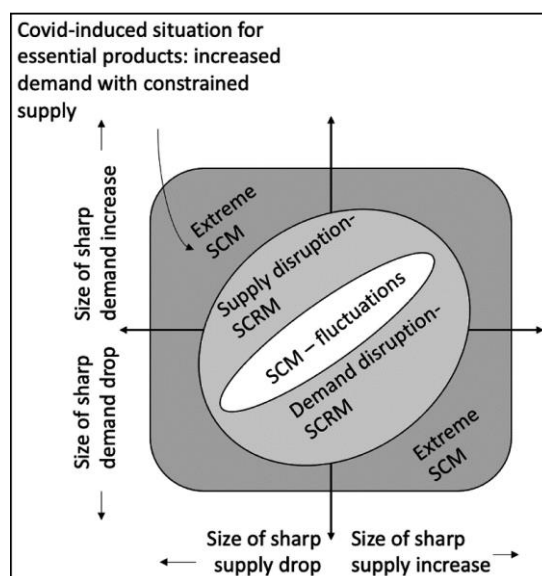 Covid-induced situation for
essential products: increased
demand with constrained
supply
Size of sharp
demand increase
Size of sharp
demand drop
Extreme
SCM
Supply disruption-
SCRM
SCM – fluctuations
Demand disruption-
SCRM
Extreme
SCM
Size of sharp
supply drop
Size of sharp
supply increase